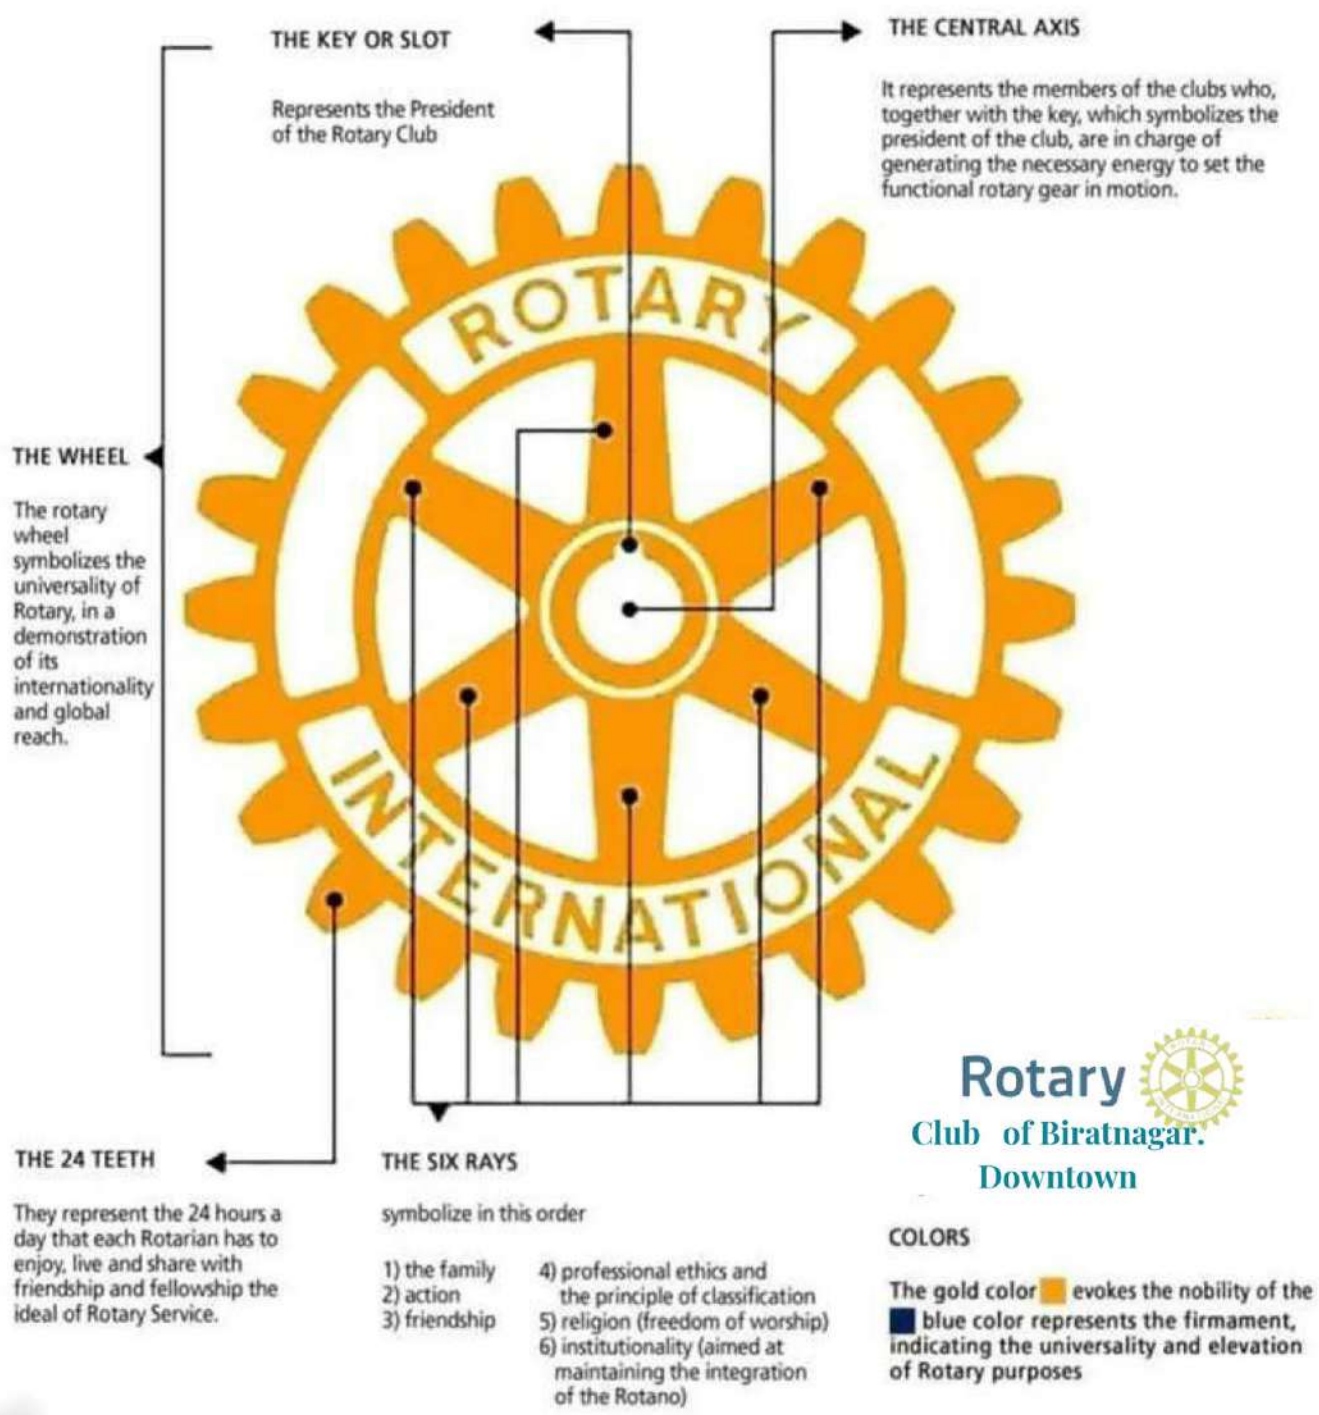 THE KEY OR SLOT
Represents the President
of the Rotary Club
THE CENTRAL AXIS
It represents the members of the clubs who,
together with the key, which symbolizes the
president of the club, are in charge of
generating the necessary energy to set the
functional rotary gear in motion.
ROTARY
INTERNATIONAL
THE WHEEL
The rotary
wheel
symbolizes the
universality of
Rotary, in a
demonstration
of its
internationality
and global
reach.
Rotary
Club of Biratnagar.
Downtown
THE 24 TEETH
They represent the 24 hours a
day that each Rotarian has to
enjoy, live and share with
friendship and fellowship the
ideal of Rotary Service.
THE SIX RAYS
symbolize in this order
1) the family
2) action
3) friendship
4) professional ethics and
the principle of classification
5) religion (freedom of worship)
6) institutionality (aimed at
maintaining the integration
of the Rotano)
COLORS
The gold color evokes the nobility of the
blue color represents the firmament,
indicating the universality and elevation
of Rotary purposes